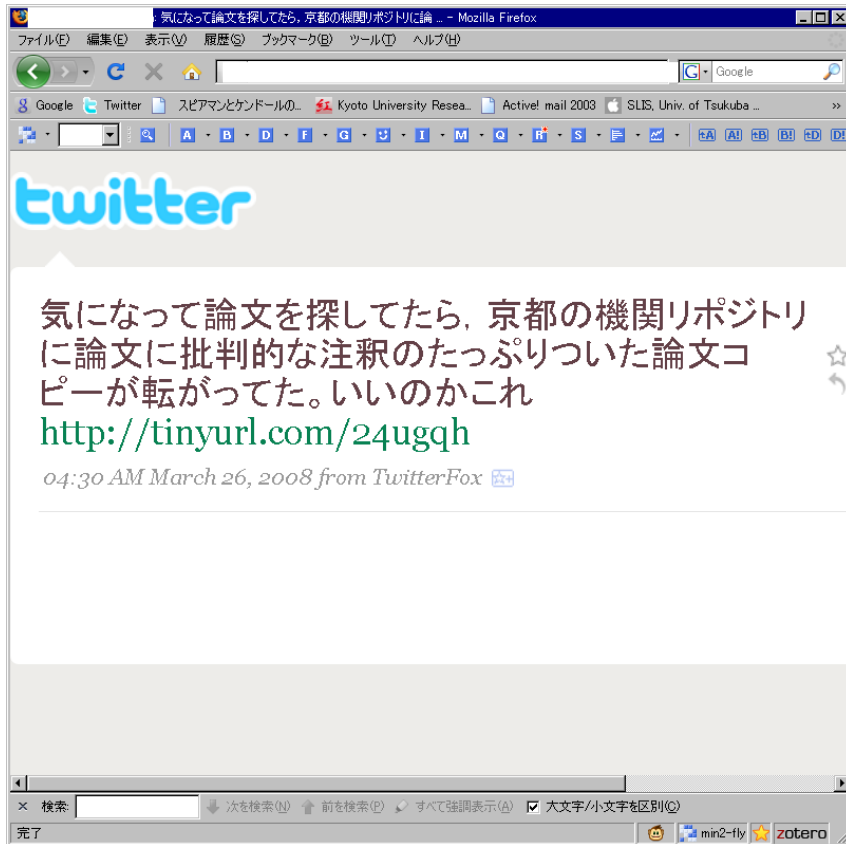 : 気になって論文を探してたら，京都の機関リポジトリに論 ... - Mozilla Firefox
ファイル(F) 編集(E) 表示(V) 履歴(S) ブックマーク(B) ツール(T) ヘルプ(H)
G Google
Google Twitter スピアマンとケンドールの... Kyoto University Resea... Active! mail 2003 SLIS, Univ. of Tsukuba ... »
A B D F G I M Q R S tA A! tB B! tD D!
twitter
気になって論文を探してたら，京都の機関リポジトリ
に論文に批判的な注釈のたっぷりついた論文コ
ピーが転がってた。いいのかこれ
http://tinyurl.com/24ugqh
04:30 AM March 26, 2008 from TwitterFox
× 検索: 次を検索(N) 前を検索(P) すべて強調表示(A) 大文字/小文字を区別(C)
完了 min2-fly zotero